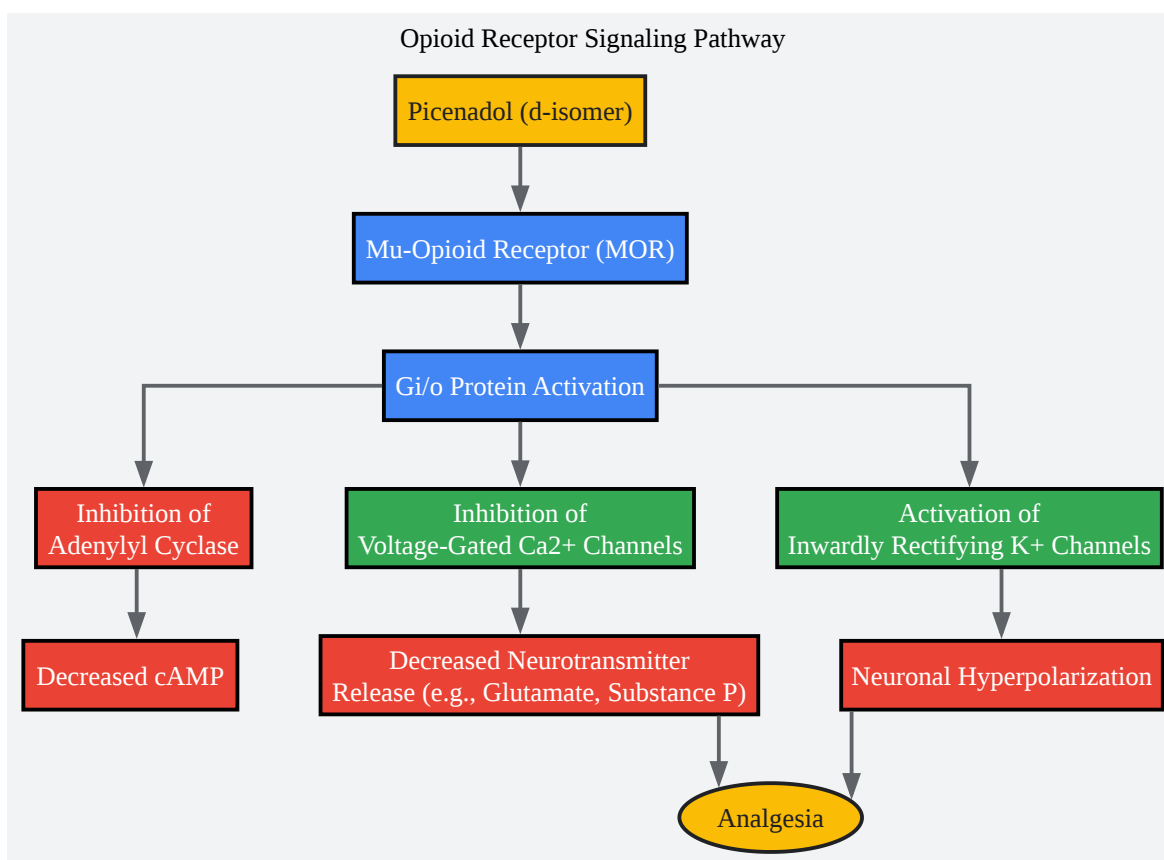 Opioid Receptor Signaling Pathway
Picenadol (d-isomer)
Mu-Opioid Receptor (MOR)
Gi/o Protein Activation
Inhibition of
Adenylyl Cyclase
Inhibition of
Voltage-Gated Ca2+ Channels
Activation of
Inwardly Rectifying K+ Channels
Decreased cAMP
Decreased Neurotransmitter
Release (e.g., Glutamate, Substance P)
Neuronal Hyperpolarization
Analgesia